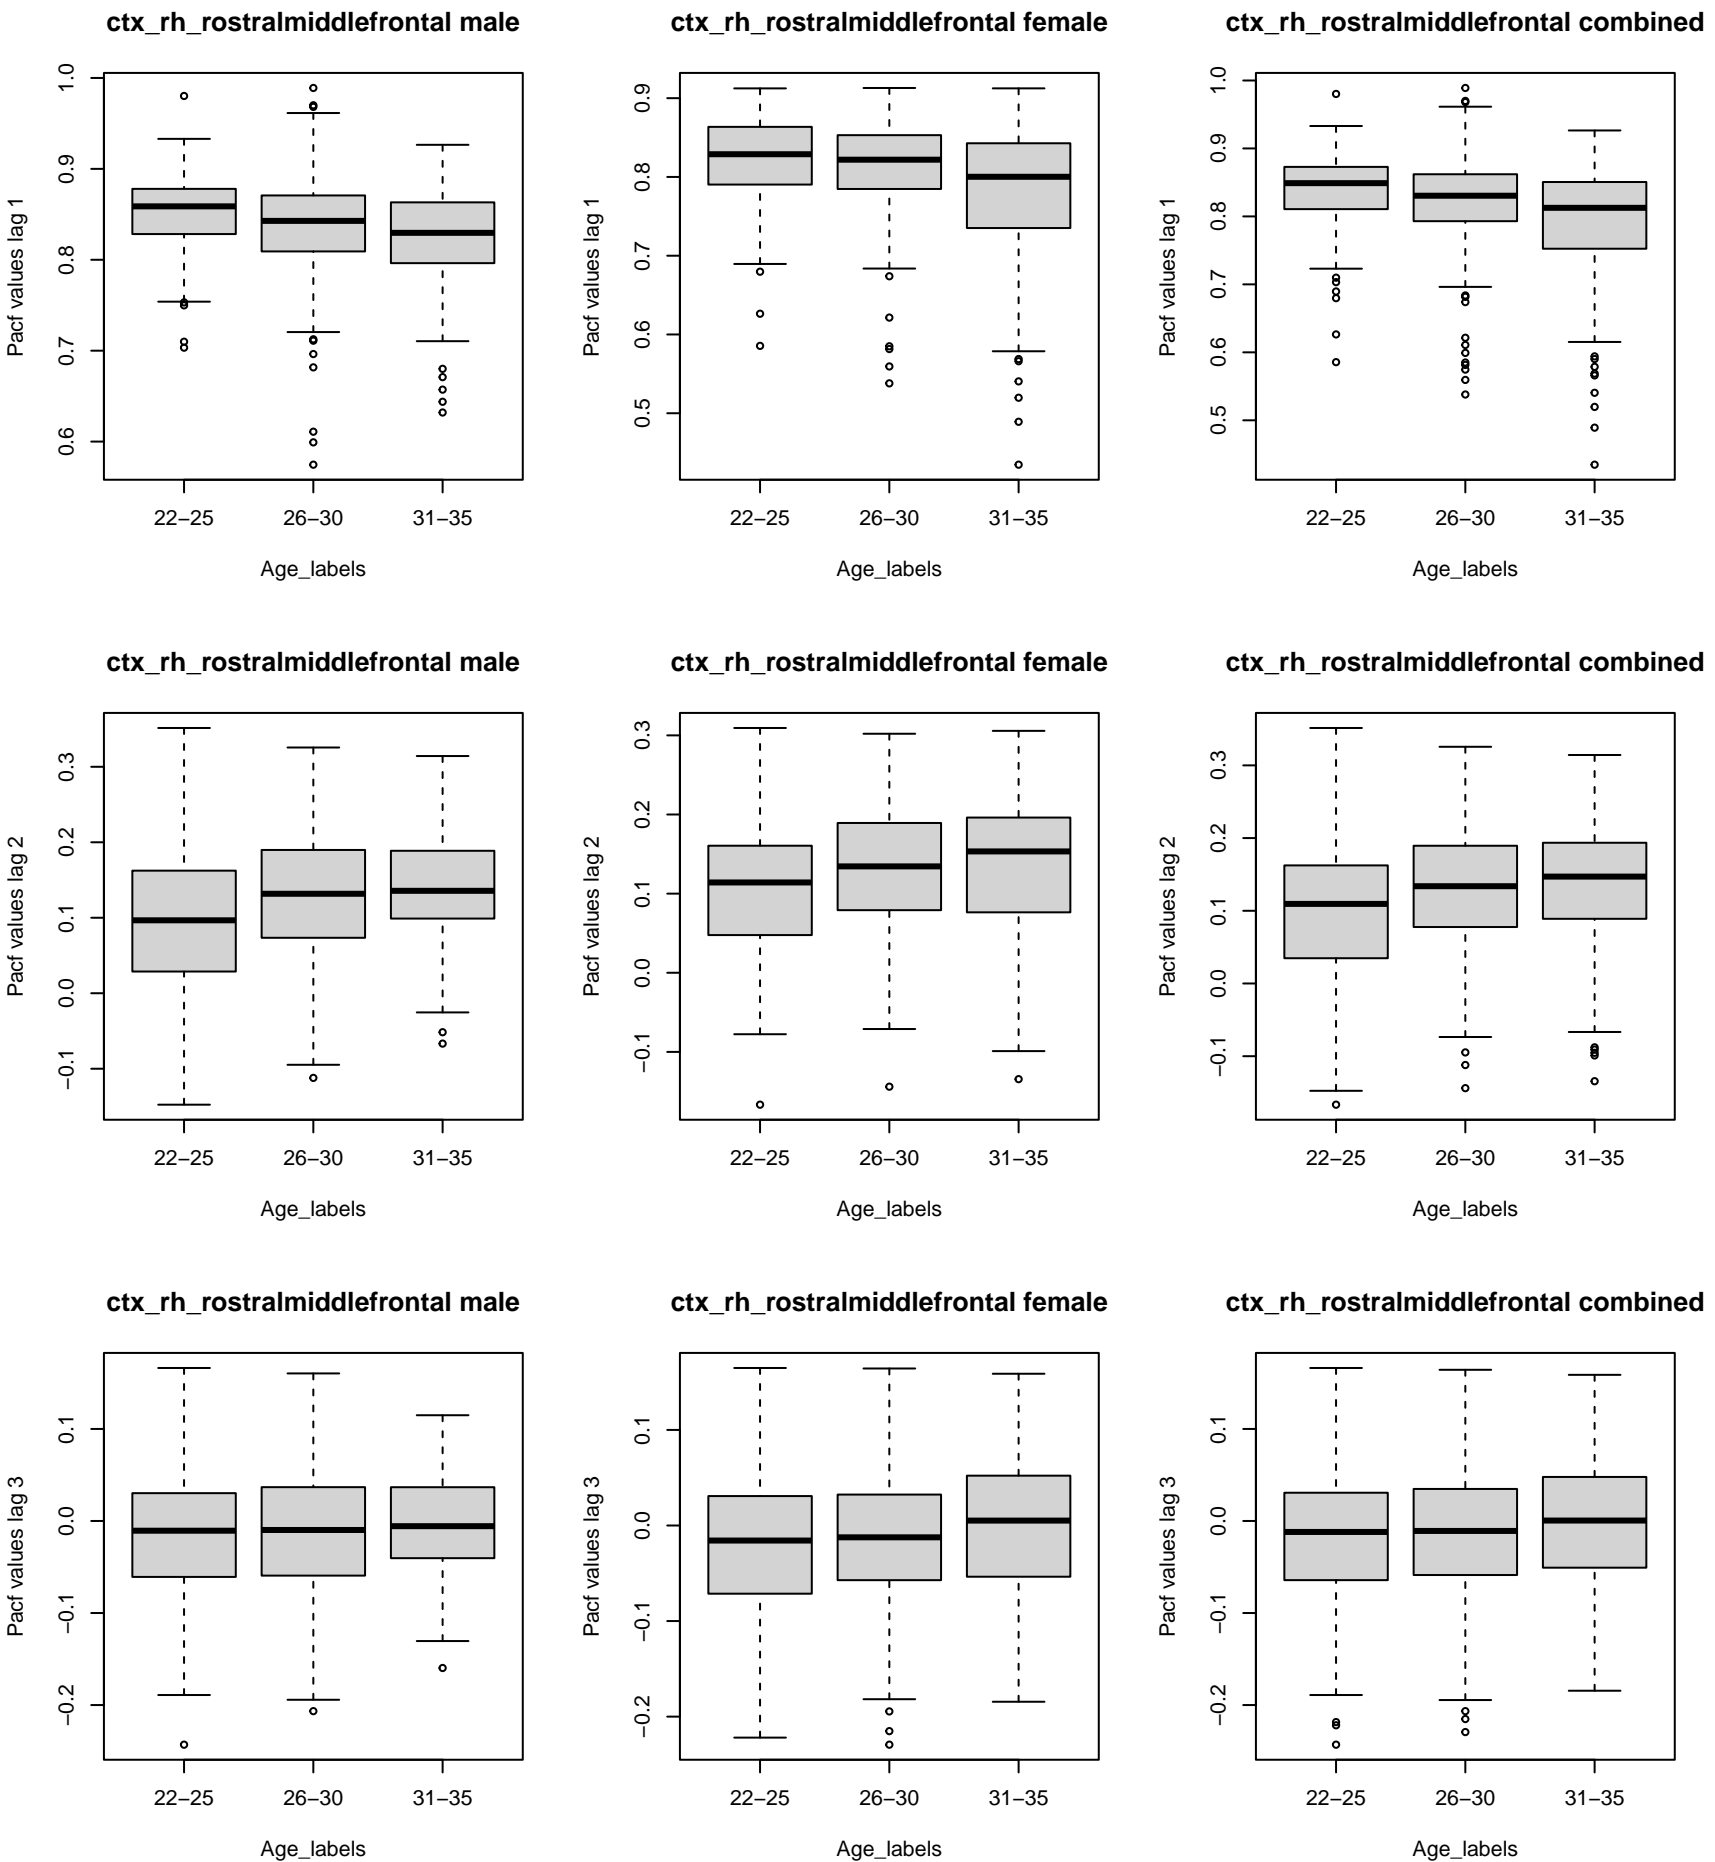 ctx_rh_rostralmiddlefrontal male
Pacf values lag 1
1.0
0.9
0.8
0.7
0.6
22–25
26–30
31–35
Age_labels
ctx_rh_rostralmiddlefrontal female
Pacf values lag 1
0.9
0.8
0.7
0.6
0.5
22–25
26–30
31–35
Age_labels
ctx_rh_rostralmiddlefrontal combined
Pacf values lag 1
1.0
0.9
0.8
0.7
0.6
0.5
22–25
26–30
31–35
Age_labels
ctx_rh_rostralmiddlefrontal male
Pacf values lag 2
0.3
0.2
0.1
0.0
−0.1
22–25
26–30
31–35
Age_labels
ctx_rh_rostralmiddlefrontal female
Pacf values lag 2
0.3
0.2
0.1
0.0
−0.1
22–25
26–30
31–35
Age_labels
ctx_rh_rostralmiddlefrontal combined
Pacf values lag 2
0.3
0.2
0.1
0.0
−0.1
22–25
26–30
31–35
Age_labels
ctx_rh_rostralmiddlefrontal male
Pacf values lag 3
0.1
0.0
−0.1
−0.2
22–25
26–30
31–35
Age_labels
ctx_rh_rostralmiddlefrontal female
Pacf values lag 3
0.1
0.0
−0.1
−0.2
22–25
26–30
31–35
Age_labels
ctx_rh_rostralmiddlefrontal combined
Pacf values lag 3
0.1
0.0
−0.1
−0.2
22–25
26–30
31–35
Age_labels